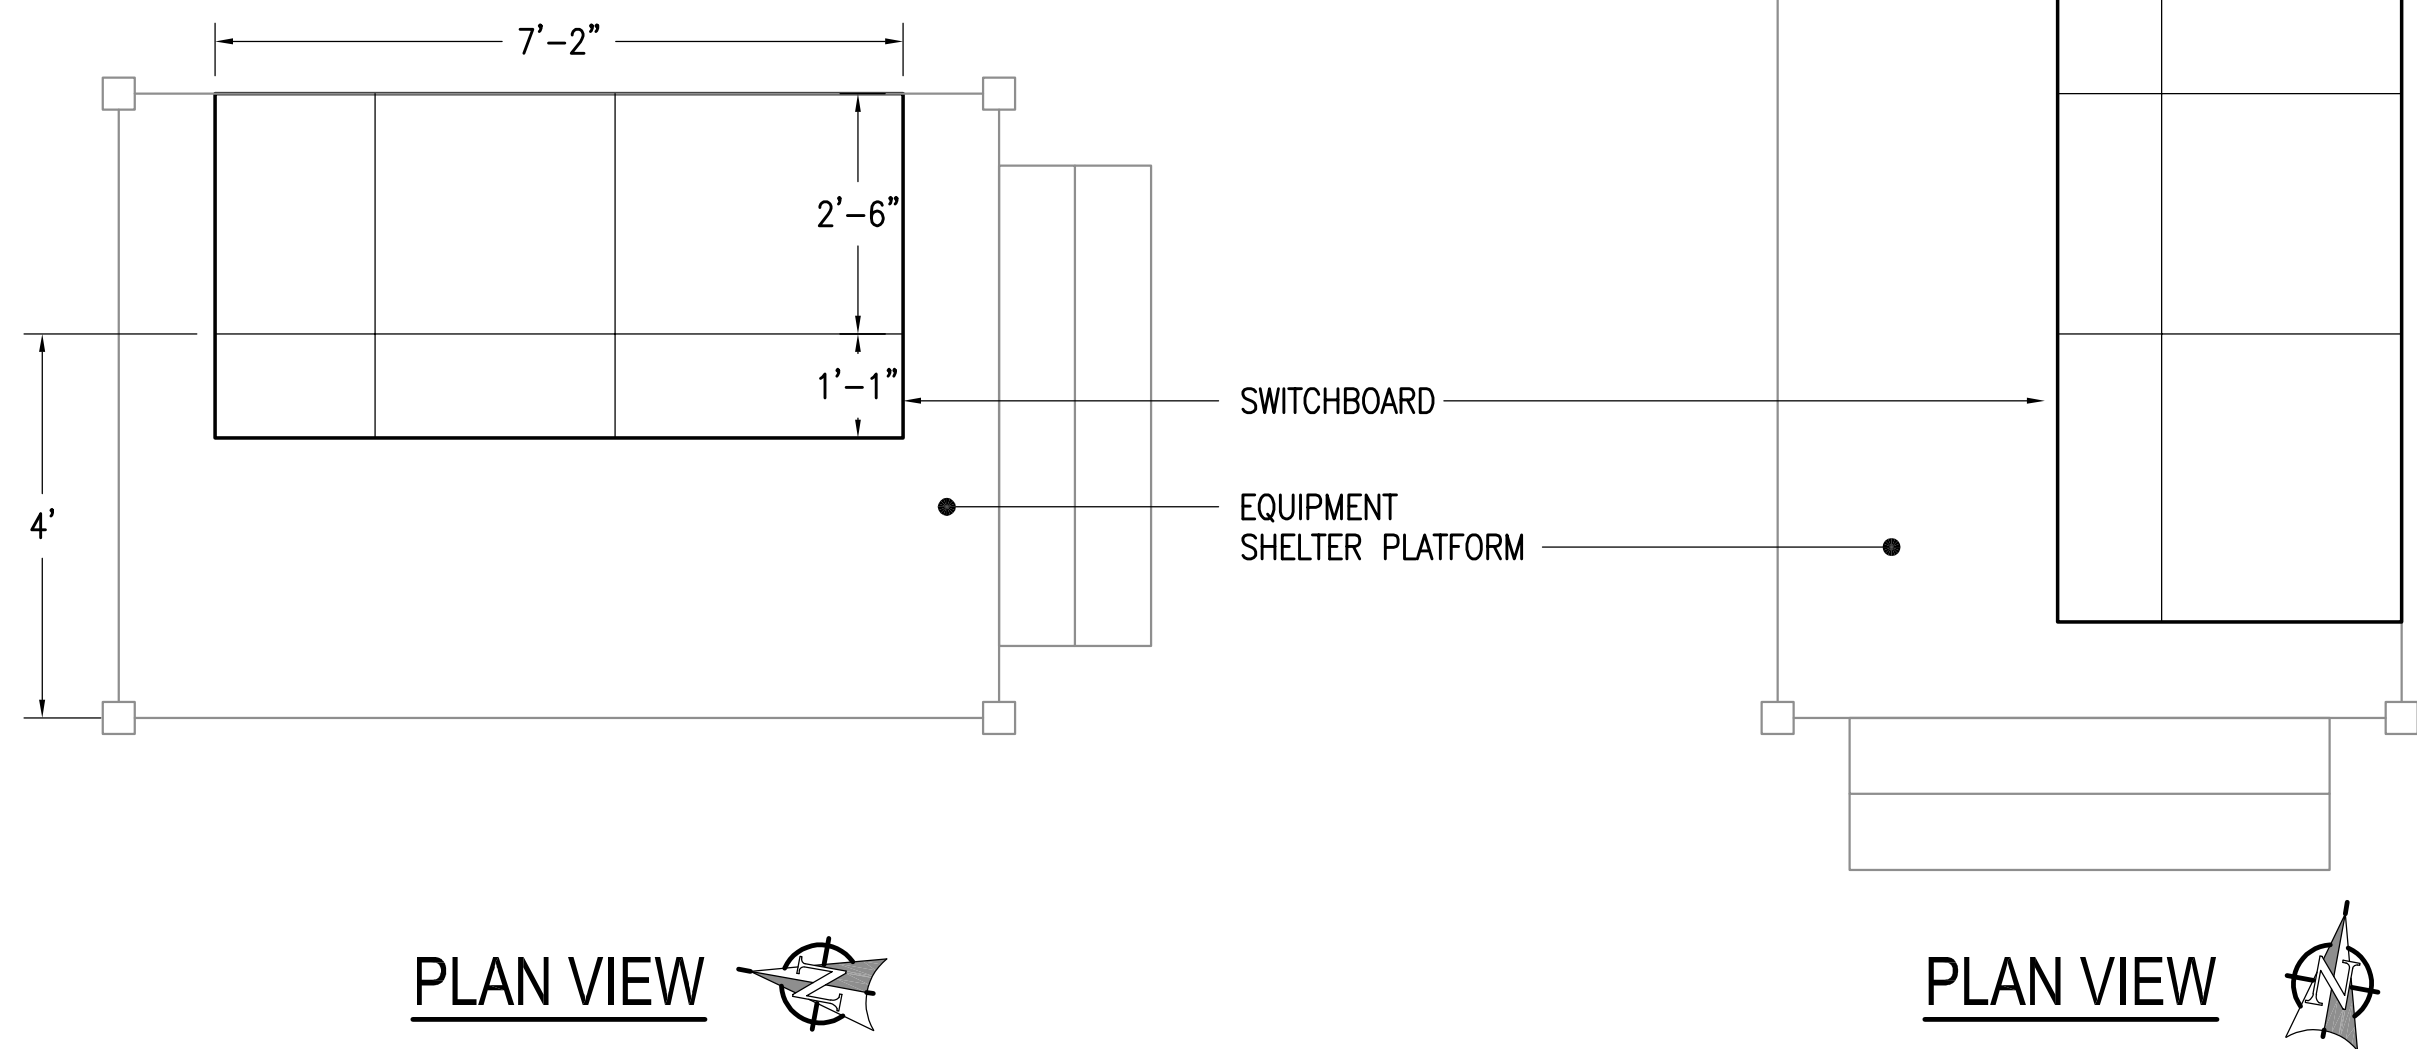 7'-2"
2'-6"
1'-1"
SWITCHBOARD
4'
EQUIPMENT
SHELTER PLATFORM
PLAN VIEW
N
PLAN VIEW
N